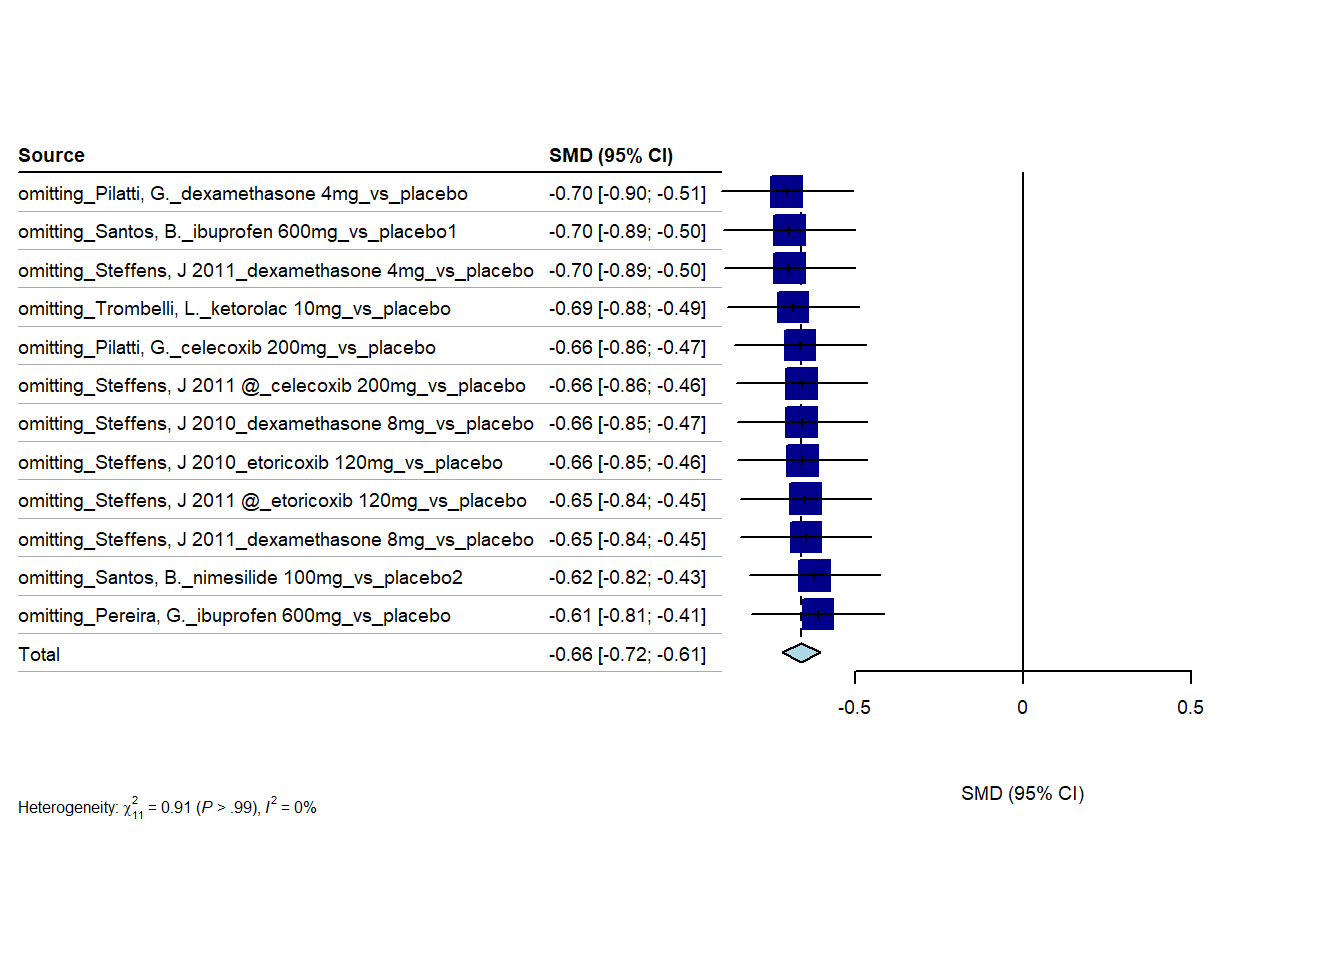 Source SMD (95% CI)
omitting_Pilatti, G._dexamethasone 4mg_vs_placebo -0.70 [-0.90; -0.51]
omitting_Santos, B._ibuprofen 600mg_vs_placebo1 -0.70 [-0.89; -0.50]
omitting_Steffens, J 2011_dexamethasone 4mg_vs_placebo -0.70 [-0.89; -0.50]
omitting_Trombelli, L._ketorolac 10mg_vs_placebo -0.69 [-0.88; -0.49]
omitting_Pilatti, G._celecoxib 200mg_vs_placebo -0.66 [-0.86; -0.47]
omitting_Steffens, J 2011 @_celecoxib 200mg_vs_placebo -0.66 [-0.86; -0.46]
omitting_Steffens, J 2010_dexamethasone 8mg_vs_placebo -0.66 [-0.85; -0.47]
omitting_Steffens, J 2010_etoricoxib 120mg_vs_placebo -0.66 [-0.85; -0.46]
omitting_Steffens, J 2011 @_etoricoxib 120mg_vs_placebo -0.65 [-0.84; -0.45]
omitting_Steffens, J 2011_dexamethasone 8mg_vs_placebo -0.65 [-0.84; -0.45]
omitting_Santos, B._nimesilide 100mg_vs_placebo2 -0.62 [-0.82; -0.43]
omitting_Pereira, G._ibuprofen 600mg_vs_placebo -0.61 [-0.81; -0.41]
Total -0.66 [-0.72; -0.61]
-0.5 0 0.5
SMD (95% CI)
Heterogeneity: χ²₁₁ = 0.91 (P > .99), I² = 0%